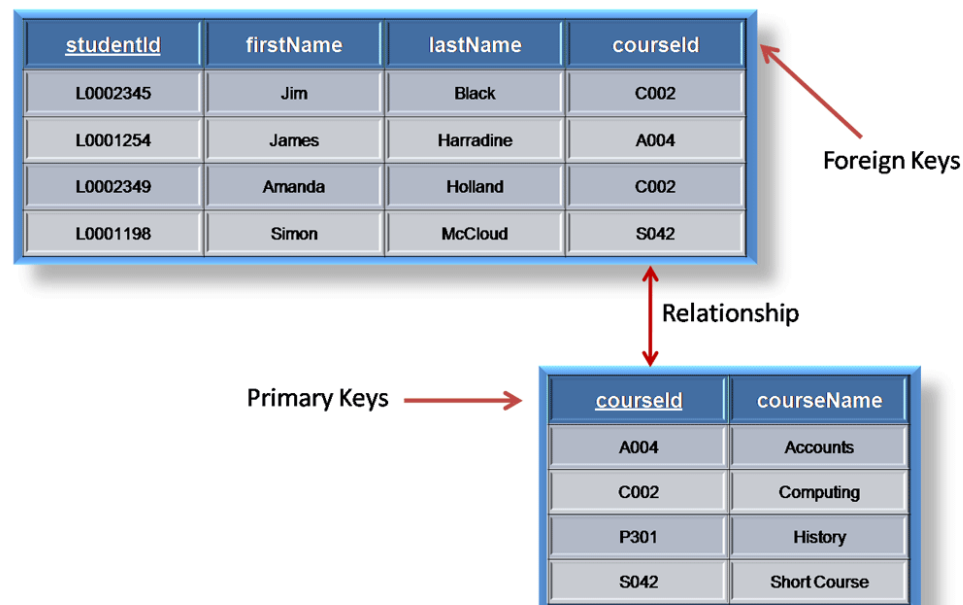 studentId firstName lastName courseId
L0002345 Jim Black C002
L0001254 James Harradine A004
Foreign Keys
L0002349 Amanda Holland C002
L0001198 Simon McCloud S042
Relationship
Primary Keys
courseId courseName
A004 Accounts
C002 Computing
P301 History
S042 Short Course